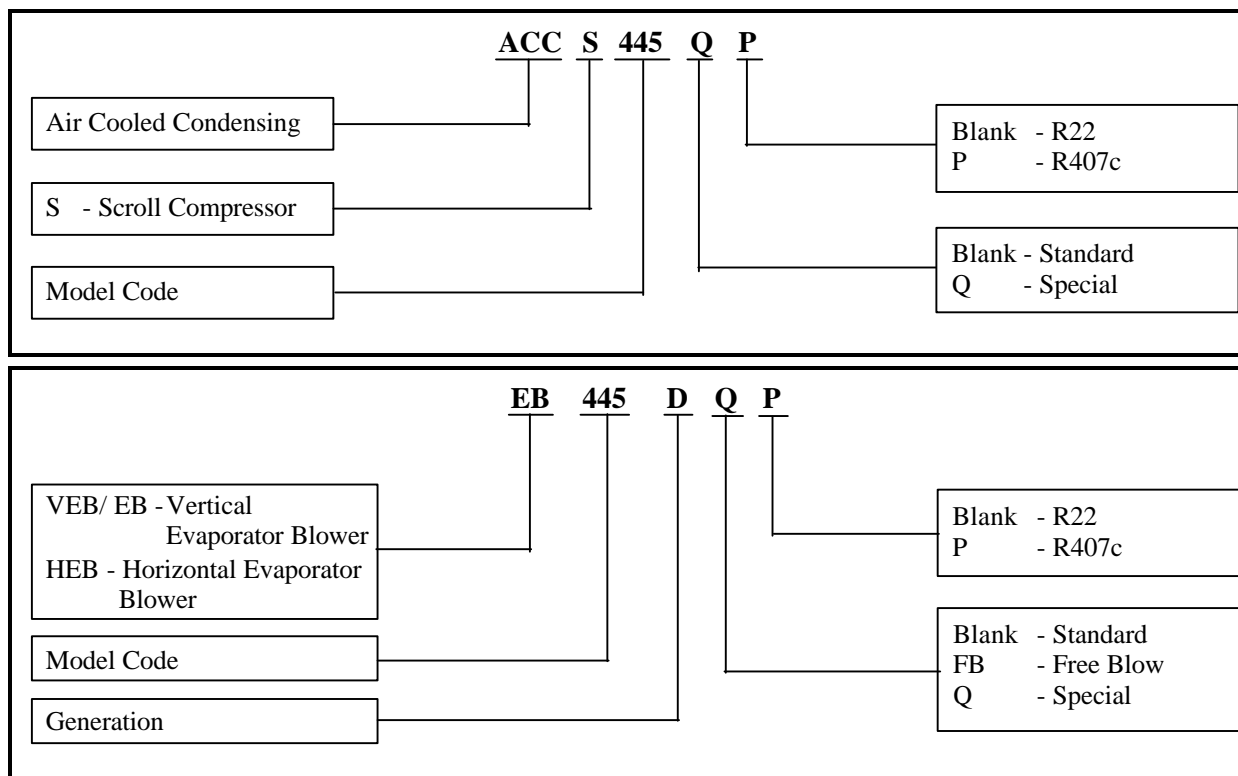 ACC S 445 Q P
Air Cooled Condensing
S - Scroll Compressor
Model Code
Blank - R22
P - R407c
Blank - Standard
Q - Special
EB 445 D Q P
VEB/ EB - Vertical
Evaporator Blower
HEB - Horizontal Evaporator
Blower
Model Code
Generation
Blank - R22
P - R407c
Blank - Standard
FB - Free Blow
Q - Special